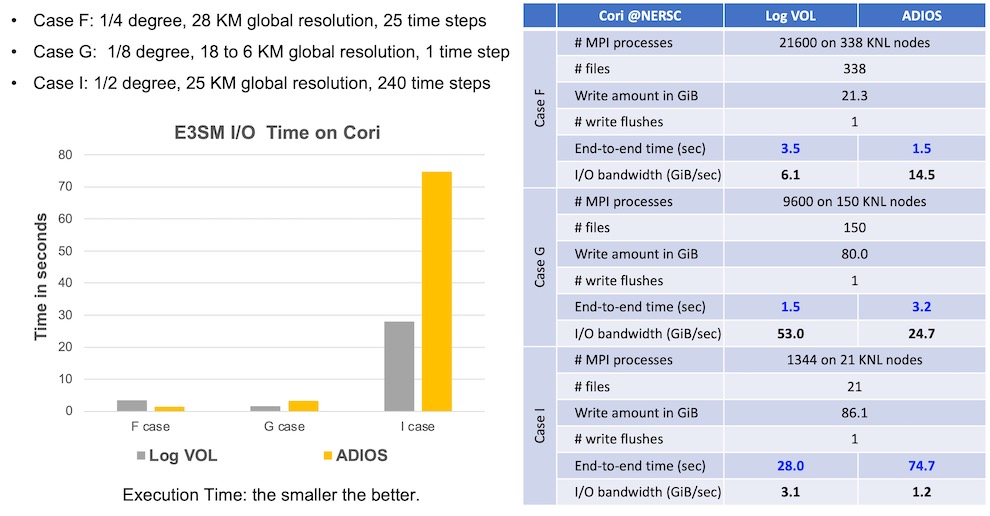 • Case F: 1/4 degree, 28 KM global resolution, 25 time steps
• Case G: 1/8 degree, 18 to 6 KM global resolution, 1 time step
• Case I: 1/2 degree, 25 KM global resolution, 240 time steps
E3SM I/O Time on Cori
Time in seconds
80
70
60
50
40
30
20
10
0
F case G case I case
Log VOL ADIOS
Execution Time: the smaller the better.
Cori @NERSC Log VOL ADIOS
Case F
# MPI processes 21600 on 338 KNL nodes
# files 338
Write amount in GiB 21.3
# write flushes 1
End-to-end time (sec) 3.5 1.5
I/O bandwidth (GiB/sec) 6.1 14.5
Case G
# MPI processes 9600 on 150 KNL nodes
# files 150
Write amount in GiB 80.0
# write flushes 1
End-to-end time (sec) 1.5 3.2
I/O bandwidth (GiB/sec) 53.0 24.7
Case I
# MPI processes 1344 on 21 KNL nodes
# files 21
Write amount in GiB 86.1
# write flushes 1
End-to-end time (sec) 28.0 74.7
I/O bandwidth (GiB/sec) 3.1 1.2